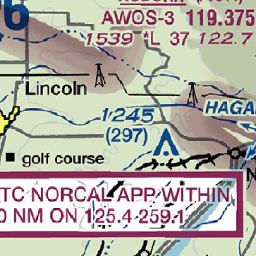 AWOS-3 119.375
1539 *L 37 122.7
Lincoln
1245
(297)
HAGA
golf course
TC NORCAL APP WITHIN
0 NM ON 125.4 259.1
N